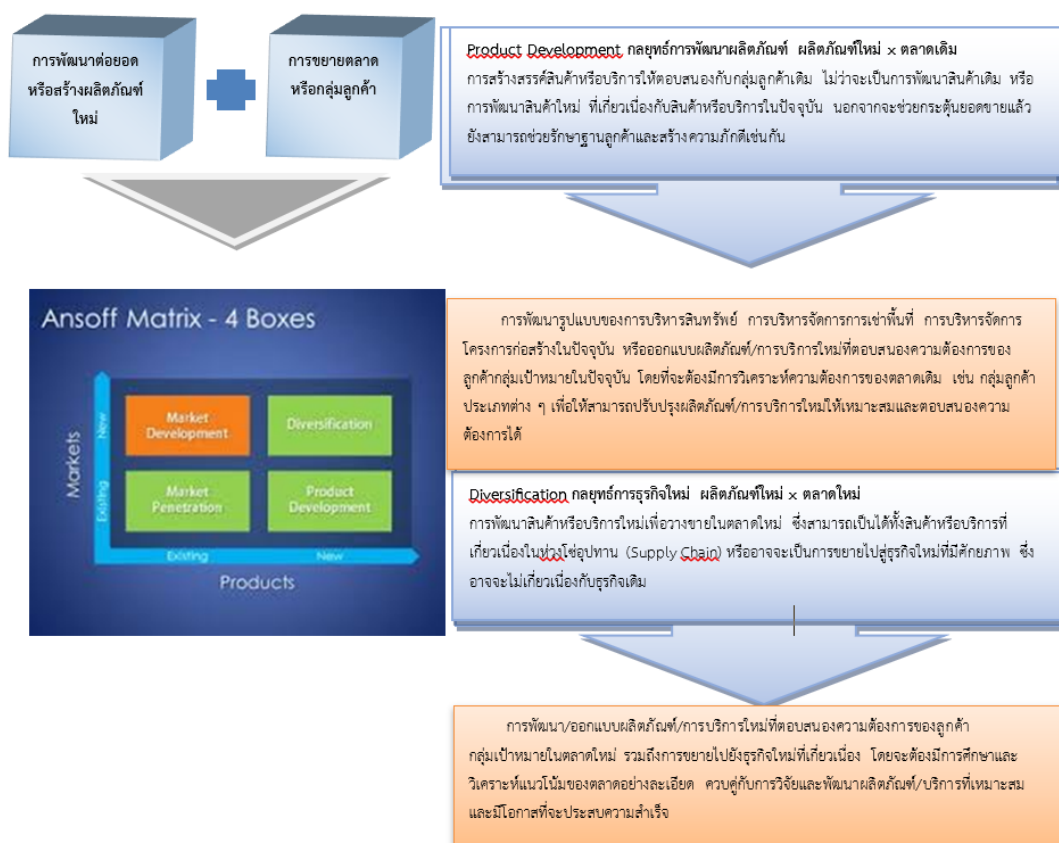 การพัฒนาต่อยอด
หรือสร้างผลิตภัณฑ์
ใหม่
การขยายตลาด
หรือกลุ่มลูกค้า
Product Development กลยุทธ์การพัฒนาผลิตภัณฑ์ ผลิตภัณฑ์ใหม่ x ตลาดเดิม
การสร้างสรรค์สินค้าหรือบริการให้ตอบสนองกับกลุ่มลูกค้าเดิม ไม่ว่าจะเป็นการพัฒนาสินค้าเดิม หรือ
การพัฒนาสินค้าใหม่ ที่เกี่ยวเนื่องกับสินค้าหรือบริการในปัจจุบัน นอกจากจะช่วยกระตุ้นยอดขายแล้ว
ยังสามารถช่วยรักษาฐานลูกค้าและสร้างความภักดีเช่นกัน
Ansoff Matrix - 4 Boxes
Markets
New
Existing
Market
Development
Diversification
Market
Penetration
Product
Development
Existing
New
Products
การพัฒนารูปแบบของการบริหารสินทรัพย์ การบริหารจัดการการเช่าพื้นที่ การบริหารจัดการ
โครงการก่อสร้างในปัจจุบัน หรือออกแบบผลิตภัณฑ์/การบริการใหม่ที่ตอบสนองความต้องการของ
ลูกค้ากลุ่มเป้าหมายในปัจจุบัน โดยที่จะต้องมีการวิเคราะห์ความต้องการของตลาดเดิม เช่น กลุ่มลูกค้า
ประเภทต่าง ๆ เพื่อให้สามารถปรับปรุงผลิตภัณฑ์/การบริการใหม่ให้เหมาะสมและตอบสนองความ
ต้องการได้
Diversification กลยุทธ์การธุรกิจใหม่ ผลิตภัณฑ์ใหม่ x ตลาดใหม่
การพัฒนาสินค้าหรือบริการใหม่เพื่อวางขายในตลาดใหม่ ซึ่งสามารถเป็นได้ทั้งสินค้าหรือบริการที่
เกี่ยวเนื่องในห่วงโซ่อุปทาน (Supply Chain) หรืออาจจะเป็นการขยายไปสู่ธุรกิจใหม่ที่มีศักยภาพ ซึ่ง
อาจจะไม่เกี่ยวเนื่องกับธุรกิจเดิม
การพัฒนา/ออกแบบผลิตภัณฑ์/การบริการใหม่ที่ตอบสนองความต้องการของลูกค้า
กลุ่มเป้าหมายในตลาดใหม่ รวมถึงการขยายไปยังธุรกิจใหม่ที่เกี่ยวเนื่อง โดยจะต้องมีการศึกษาและ
วิเคราะห์แนวโน้มของตลาดอย่างละเอียด ควบคู่กับการวิจัยและพัฒนาผลิตภัณฑ์/บริการที่เหมาะสม
และมีโอกาสที่จะประสบความสำเร็จ